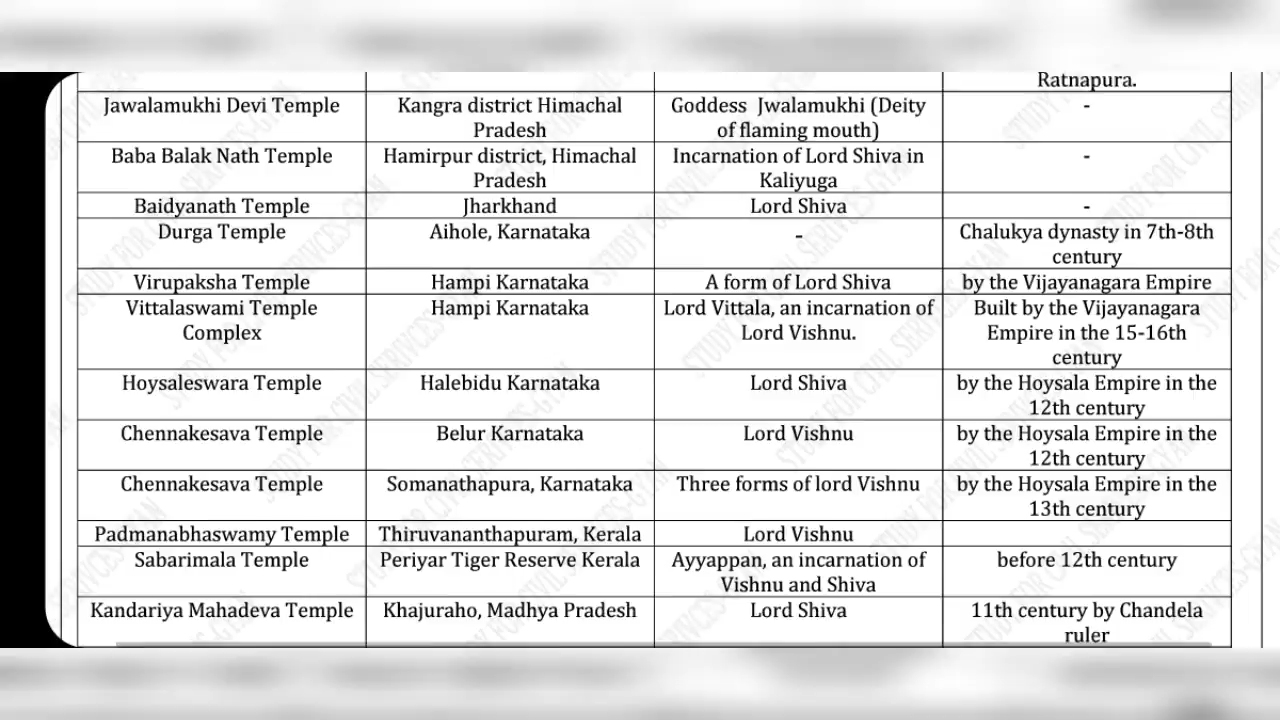 Ratnapura.
Jawalamukhi Devi Temple Kangra district Himachal Goddess Jwalamukhi (Deity -
Pradesh of flaming mouth)
Baba Balak Nath Temple Hamirpur district, Himachal Incarnation of Lord Shiva in -
Pradesh Kaliyuga
Baidyanath Temple Jharkhand Lord Shiva -
Durga Temple Aihole, Karnataka - Chalukya dynasty in 7th-8th
century
Virupaksha Temple Hampi Karnataka A form of Lord Shiva by the Vijayanagara Empire
Vittalaswami Temple Hampi Karnataka Lord Vittala, an incarnation of Built by the Vijayanagara
Complex Lord Vishnu. Empire in the 15-16th
century
Hoysaleswara Temple Halebidu Karnataka Lord Shiva by the Hoysala Empire in the
12th century
Chennakesava Temple Belur Karnataka Lord Vishnu by the Hoysala Empire in the
12th century
Chennakesava Temple Somanathapura, Karnataka Three forms of lord Vishnu by the Hoysala Empire in the
13th century
Padmanabhaswamy Temple Thiruvananthapuram, Kerala Lord Vishnu
Sabarimala Temple Periyar Tiger Reserve Kerala Ayyappan, an incarnation of before 12th century
Vishnu and Shiva
Kandariya Mahadeva Temple Khajuraho, Madhya Pradesh Lord Shiva 11th century by Chandela
ruler